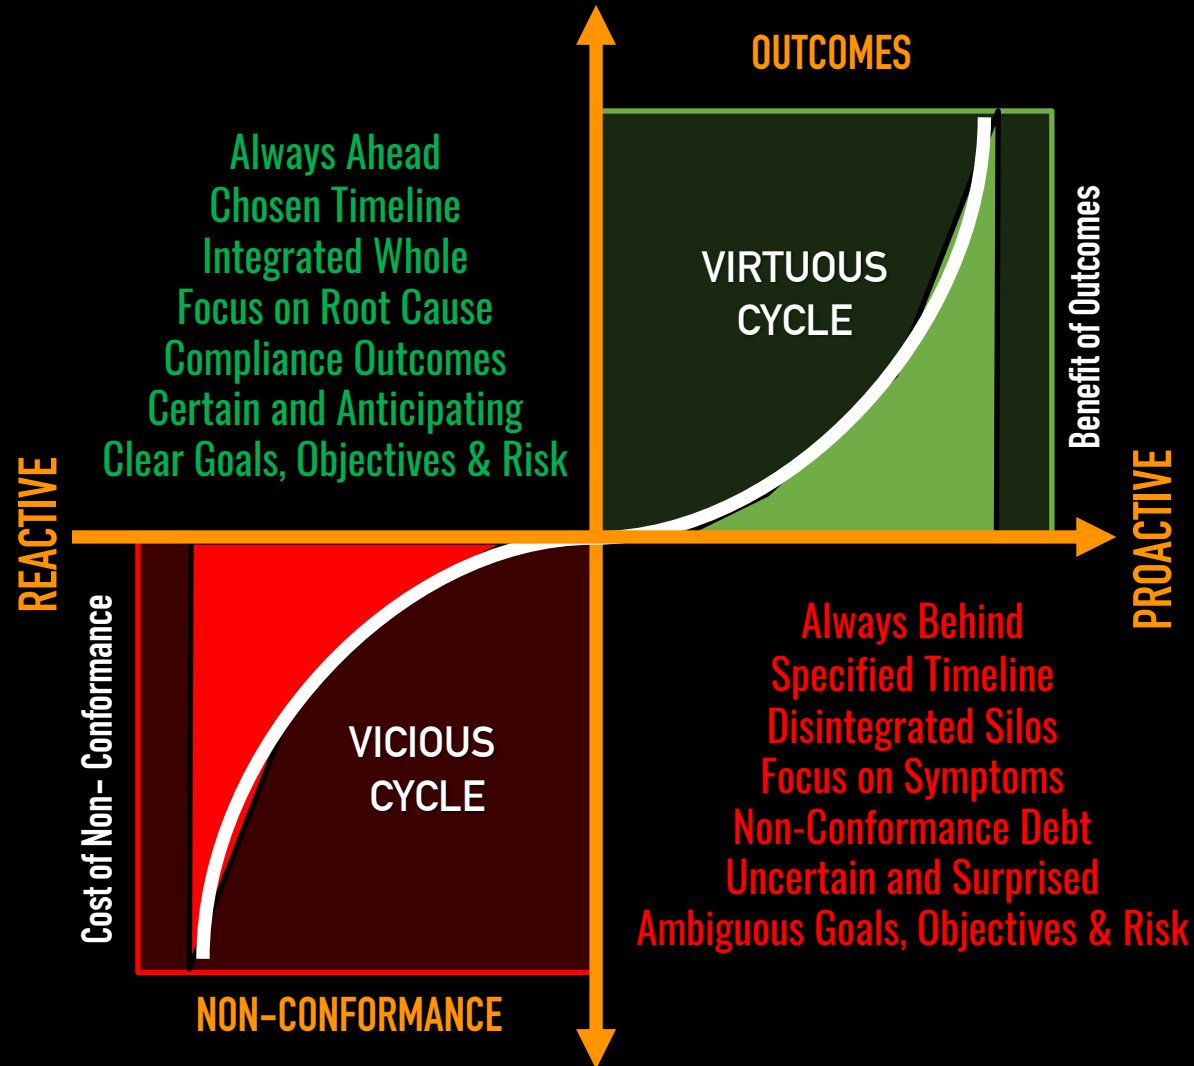 OUTCOMES
Always Ahead
Chosen Timeline
Integrated Whole
Focus on Root Cause
Compliance Outcomes
Certain and Anticipating
Clear Goals, Objectives & Risk
VIRTUOUS
CYCLE
Benefit of Outcomes
REACTIVE
PROACTIVE
Cost of Non- Conformance
VICIOUS
CYCLE
Always Behind
Specified Timeline
Disintegrated Silos
Focus on Symptoms
Non-Conformance Debt
Uncertain and Surprised
Ambiguous Goals, Objectives & Risk
NON-CONFORMANCE